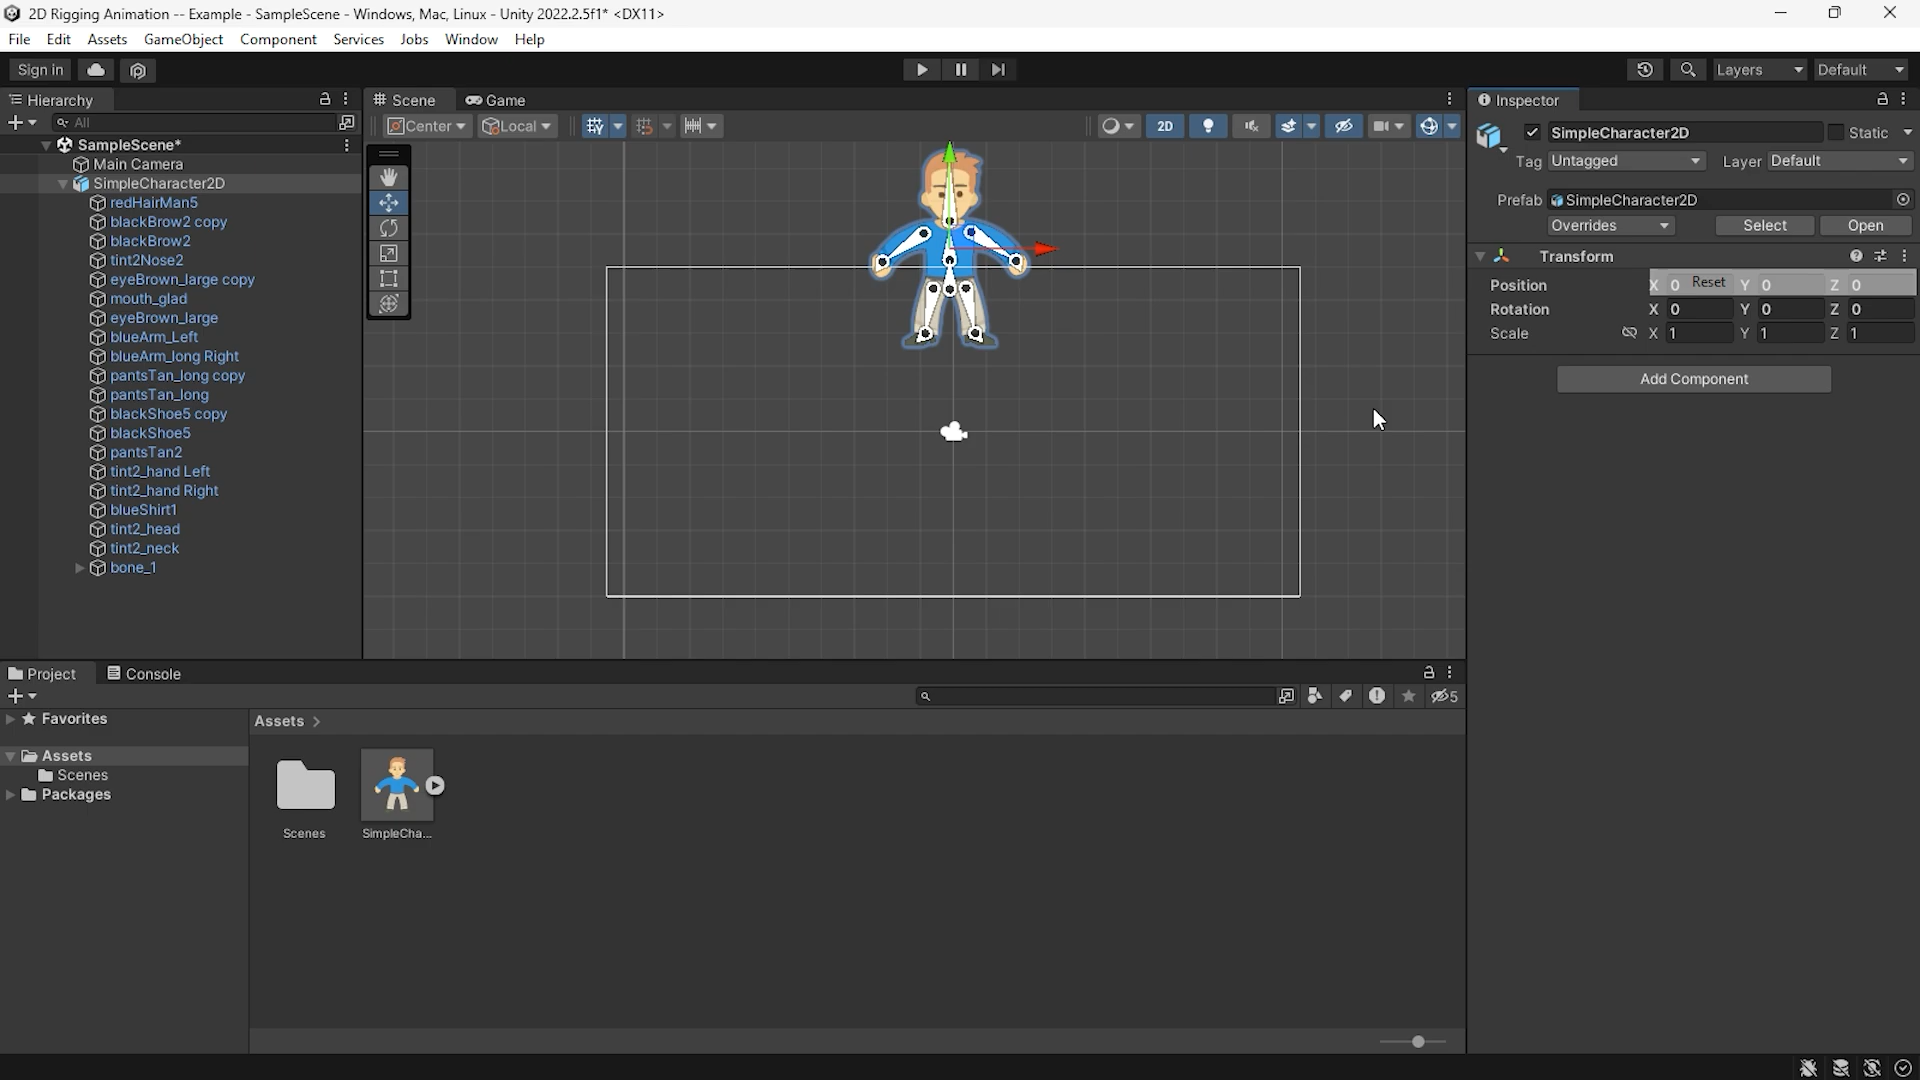 2D Rigging Animation -- Example - SampleScene - Windows, Mac, Linux - Unity 2022.2.5f1* <DX11>
File Edit Assets GameObject Component Services Jobs Window Help
Sign in
Layers
Default
Hierarchy
All
SampleScene*
Main Camera
SimpleCharacter2D
redHairMan5
blackBrow2 copy
blackBrow2
tint2Nose2
eyeBrown_large copy
mouth_glad
eyeBrown_large
blueArm_Left
blueArm_long Right
pantsTan_long copy
pantsTan_long
blackShoe5 copy
blackShoe5
pantsTan2
tint2_hand Left
tint2_hand Right
blueShirt1
tint2_head
tint2_neck
bone_1
Scene
Game
Center
Local
2D
Inspector
SimpleCharacter2D
Static
Tag Untagged
Layer Default
Prefab SimpleCharacter2D
Overrides Select Open
Transform
Position X 0 Reset Y 0 Z 0
Rotation X 0 Y 0 Z 0
Scale X 1 Y 1 Z 1
Add Component
Project
Console
5
Favorites
Assets
Scenes
Packages
Assets >
Scenes
SimpleCha...